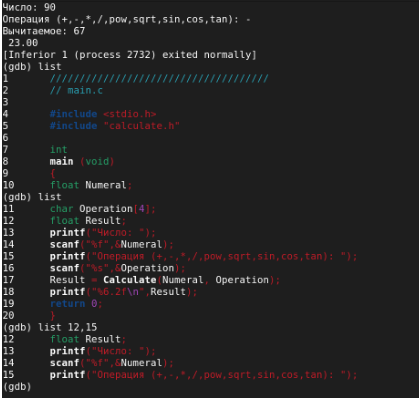 Число: 90
Операция (+,-,*,/,pow,sqrt,sin,cos,tan): -
Вычитаемое: 67
 23.00
[Inferior 1 (process 2732) exited normally]
(gdb) list
1       ////////////////////////////////////
2       // main.c
3
4       #include <stdio.h>
5       #include "calculate.h"
6
7       int
8       main (void)
9       {
10      float Numeral;
(gdb) list
11      char Operation[4];
12      float Result;
13      printf("Число: ");
14      scanf("%f",&Numeral);
15      printf("Операция (+,-,*,/,pow,sqrt,sin,cos,tan): ");
16      scanf("%s",&Operation);
17      Result = Calculate(Numeral, Operation);
18      printf("%6.2f\n",Result);
19      return 0;
20      }
(gdb) list 12,15
12      float Result;
13      printf("Число: ");
14      scanf("%f",&Numeral);
15      printf("Операция (+,-,*,/,pow,sqrt,sin,cos,tan): ");
(gdb)